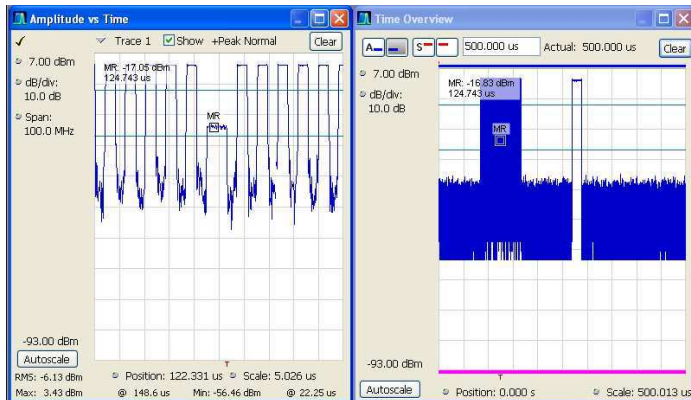 Amplitude vs Time
Trace 1 Show +Peak Normal Clear
7.00 dBm
dB/div:
10.0 dB
Span:
100.0 MHz
MR: -17.05 dBm
124.743 us
MR
-93.00 dBm
Autoscale
Position: 122.331 us Scale: 5.026 us
RMS: -6.13 dBm
Max: 3.43 dBm @ 148.6 us Min: -56.46 dBm @ 22.25 us
T
Time Overview
A S 500.000 us Actual: 500.000 us Clear
7.00 dBm
dB/div:
10.0 dB
MR: -16.83 dBm
124.743 us
MR
-93.00 dBm
T
Autoscale
Position: 0.000 s Scale: 500.013 us